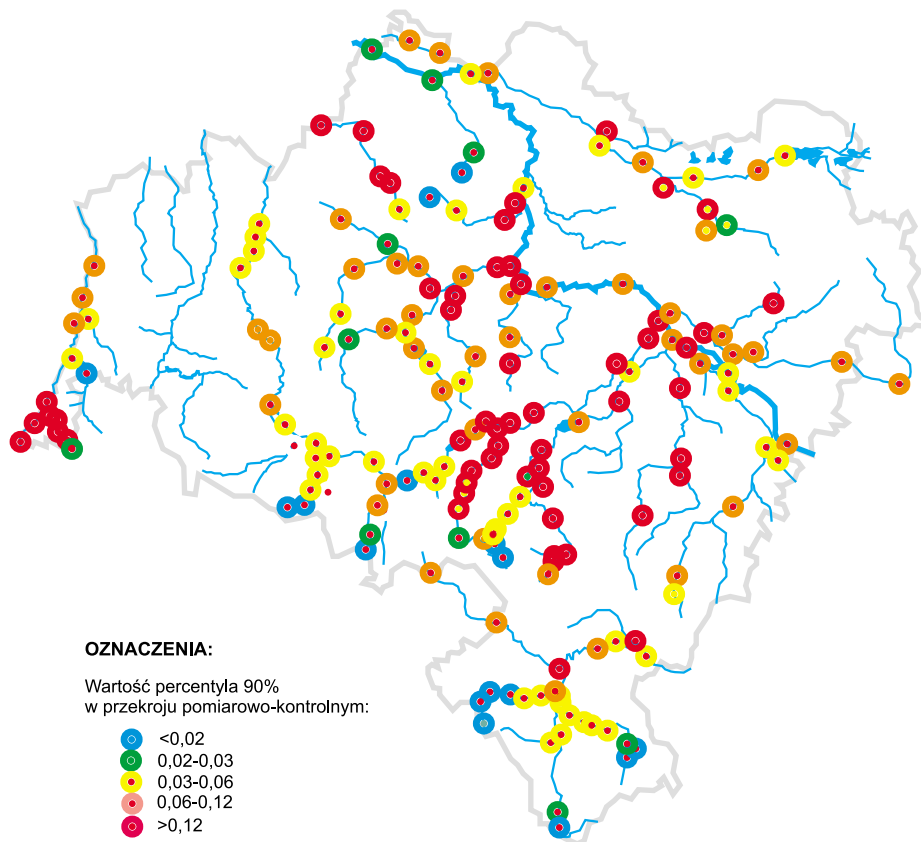 OZNACZENIA:
Wartość percentyla 90%
w przekroju pomiarowo-kontrolnym:
<0,02
0,02-0,03
0,03-0,06
0,06-0,12
>0,12